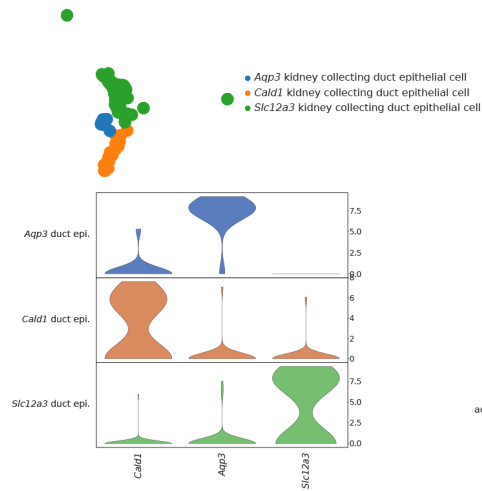 Aqp3 kidney collecting duct epithelial cell
Cald1 kidney collecting duct epithelial cell
Slc12a3 kidney collecting duct epithelial cell
Aqp3 duct epi.
7.5
5.0
2.5
0.0
Cald1 duct epi.
8
6
4
2
0
Slc12a3 duct epi.
7.5
5.0
2.5
0.0
Cald1
Aqp3
Slc12a3